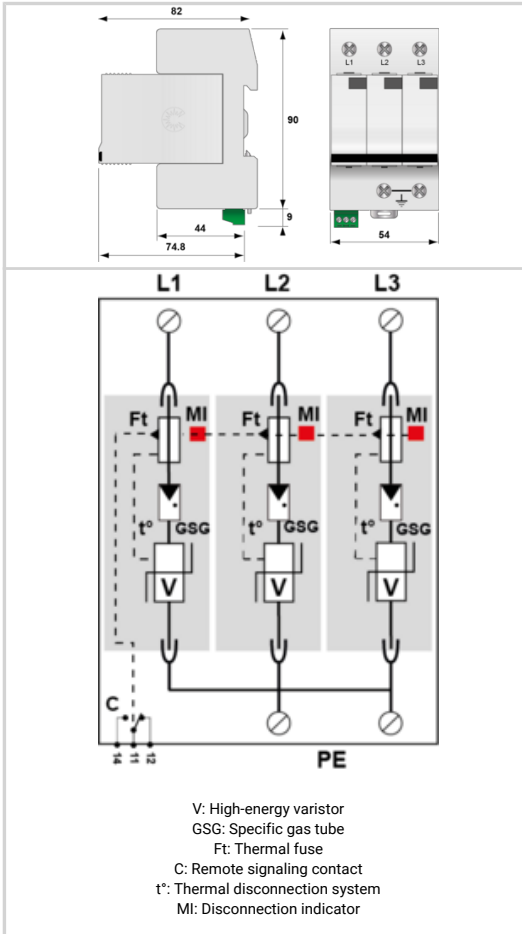 82
L1 L2 L3
90
9
44
54
74.8
L1 L2 L3
Ft MI Ft MI Ft MI
t° GSG t° GSG t° GSG
V V V
C
14 11 12
PE
V: High-energy varistor
GSG: Specific gas tube
Ft: Thermal fuse
C: Remote signaling contact
t°: Thermal disconnection system
MI: Disconnection indicator